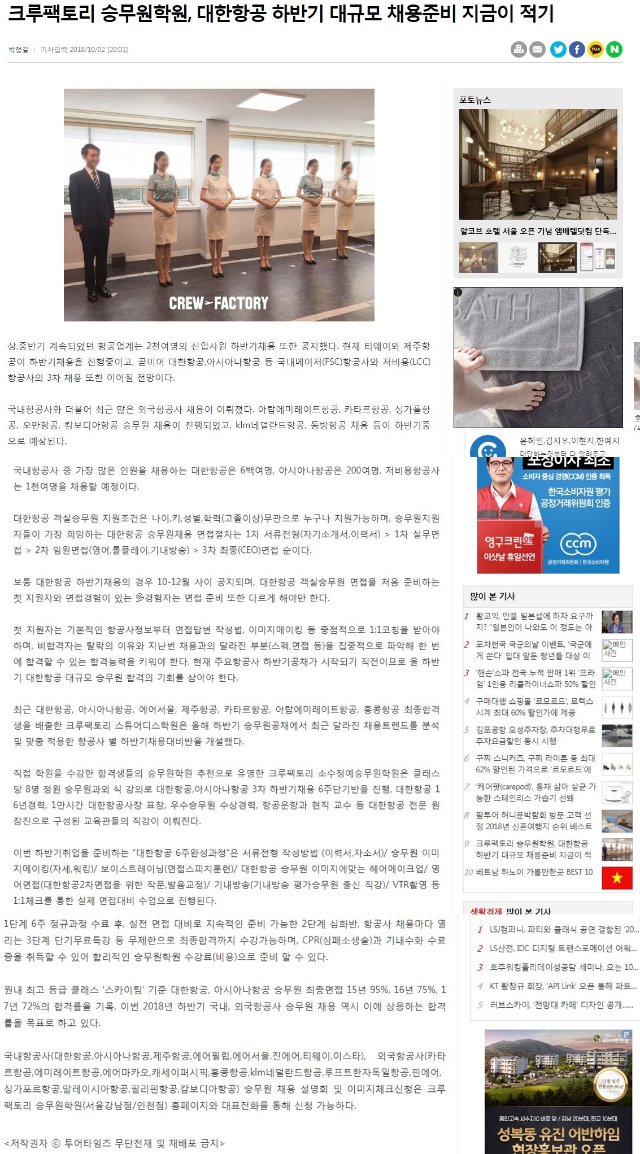 크루팩토리 승무원학원, 대한항공 하반기 대규모 채용준비 지금이 적기
박정길 | 기사입력 2018/10/02 [20:01]
CREW FACTORY
상,중반기 계속되었던 항공업계는 2천여명의 신입사원 하반기채용 또한 공지했다. 현재 티웨이와 제주항
공이 하반기채용을 진행중이고, 곧이어 대한항공,아시아나항공 등 국내메이저(FSC)항공사와 저비용(LCC)
항공사의 3차 채용 또한 이어질 전망이다.
국내항공사와 더불어 최근 많은 외국항공사 채용이 이뤄졌다. 아랍에미레이트항공, 카타르항공, 싱가폴항
공, 오만항공, 캄보디아항공 승무원 채용이 진행되었고, klm네덜란드항공, 동방항공 채용 등이 하반기중
으로 예상된다.
국내항공사 중 가장 많은 인원을 채용하는 대한항공은 6백여명, 아시아나항공은 200여명, 저비용항공사
는 1천여명을 채용할 예정이다.
대한항공 객실승무원 지원조건은 나이,키,성별,학력(고졸이상)무관으로 누구나 지원가능하며, 승무원지원
자들이 가장 희망하는 대한항공 승무원채용 면접절차는 1차 서류전형(자기소개서,이력서) > 1차 실무면
접 > 2차 임원면접(영어,롤플레이,기내방송) > 3차 최종(CEO)면접 순이다.
보통 대한항공 하반기채용의 경우 10-12월 사이 공지되며, 대한항공 객실승무원 면접을 처음 준비하는
첫 지원자와 면접경험이 있는 多경험자는 면접 준비 또한 다르게 해야만 한다.
첫 지원자는 기본적인 항공사정보부터 면접답변 작성법, 이미지메이킹 등 중점적으로 1:1코칭을 받아야
하며, 비합격자는 탈락의 이유와 지난번 채용과의 달라진 부분(스펙,면접 등)을 집중적으로 파악해 한 번
에 합격할 수 있는 합격능력을 키워야 한다. 현재 주요항공사 하반기공채가 시작되기 직전이므로 올 하반
기 대한항공 대규모 승무원 합격의 기회를 삼아야 한다.
최근 대한항공, 아시아나항공, 에어서울, 제주항공, 카타르항공, 아랍에미레이트항공, 홍콩항공 최종합격
생을 배출한 크루팩토리 스튜어디스학원은 올해 하반기 승무원공채에서 최근 달라진 채용트렌드를 분석
및 맞춤 적용한 항공사 별 하반기채용대비반을 개설했다.
직접 학원을 수강한 합격생들의 승무원학원 추천으로 유명한 크루팩토리 소수정예승무원학원은 클래스
당 8명 정원 승무원과외 식 강의로 대한항공,아시아나항공 3차 하반기채용 6주단기반을 진행, 대한항공 1
6년경력, 1만시간 대한항공사장 표창, 우수승무원 수상경력, 항공운항과 현직 교수 등 대한항공 전문 원
장진으로 구성된 교육관들의 직강이 이뤄진다.
이번 하반기취업을 준비하는 "대한항공 6주완성과정"은 서류전형 작성방법 (이력서,자소서)/ 승무원 이미
지메이킹(자세,워킹)/ 보이스트레이닝(면접스피치훈련)/ 대한항공 승무원 이미지에맞는 헤어메이크업/ 영
어면접(대한항공2차면접을 위한 작문,발음교정)/ 기내방송(기내방송 평가승무원 출신 직강)/ VTR촬영 등
1:1체크를 통한 실제 면접대비 수업으로 진행된다.
1단계 6주 정규과정 수료 후, 실전 면접 대비로 지속적인 준비 가능한 2단계 심화반, 항공사 채용마다 열
리는 3단계 단기무료특강 등 무제한으로 최종합격까지 수강가능하며, CPR(심폐소생술)과 기내수화 수료
증을 취득할 수 있어 합리적인 승무원학원 수강료(비용)으로 준비 할 수 있다.
원내 최고 등급 클래스 '스카이팀' 기준 대한항공, 아시아나항공 승무원 최종면접 15년 95%, 16년 75%, 1
7년 72%의 합격률을 기록, 이번 2018년 하반기 국내, 외국항공사 승무원 채용 역시 이에 상응하는 합격
률을 목표로 하고 있다.
국내항공사(대한항공,아시아나항공,제주항공,에어필립,에어서울,진에어,티웨이,이스타), 외국항공사(카타
르항공,에미레이트항공,에어마카오,캐세이퍼시픽,홍콩항공,klm네덜란드항공,루프트한자독일항공,핀에어,
싱가포르항공,말레이시아항공,필리핀항공,캄보디아항공) 승무원 채용 설명회 및 이미지체크신청은 크루
팩토리 승무원학원(서울강남점/인천점) 홈페이지와 대표전화를 통해 신청 가능하다.
<저작권자 ⓒ 투어타임즈 무단전재 및 재배포 금지>
포토뉴스
알코브 호텔 서울 오픈 기념 앰배텔닷컴 단독...
BATH
BATH
윤혜민,김지우,이현지,한예지
소비자 중심 경영(CCM) 인증 획득
한국소비자원 평가
공정거래위원회 인증
영구크린
이삿날 휴일선언
ccm
공정거래위원회 | 한국소비자원
많이 본 기사
1 황교익, 만물 일본설에 하차 요구까
지? "일본인이 나와도 이 정도는 아
2 포차천국 국군의날 이벤트, '국군에
게 쏜다' 입대 앞둔 청년들 대상 이
3 '핸슨'소파 전국 누적 판매 1위 '프라
임' 1인용 리클라이너소파 50% 할인
4 구매대행 쇼핑몰 '르모르드', 로렉스
시계 최대 60% 할인가에 제공
5 김포공항 오성주차장, 주차대행무료
주차요금할인 동시 시행
6 구찌 스니커즈, 구찌 라이톤 등 최대
62% 할인된 가격으로 '르모르드'에
7 '케어팟(carepod)', 통째 삶아 살균 가
능한 스테인리스 가습기 선봬
8 팜투어 허니문박람회 방문 고객 선
정 2018년 신혼여행지 순위 베스트
9 크루팩토리 승무원학원, 대한항공
하반기 대규모 채용준비 지금이 적
10 베트남 하노이 가볼만한곳 BEST 10
생활경제 많이 본 기사
1 LS/컴퍼니, 파티와 클래식 공연 결합된 '20...
2 LS산전, IDC 디지털 트랜스포메이션 어워...
3 호주워킹홀리데이성공담 세미나, 오는 10...
4 KT 황창규 회장, 'API Link' 오픈 통해 파트...
5 러브스카이, '전망대 카페' 디자인 공개......
성복동 유진 어반하임
현장홍보관 오픈